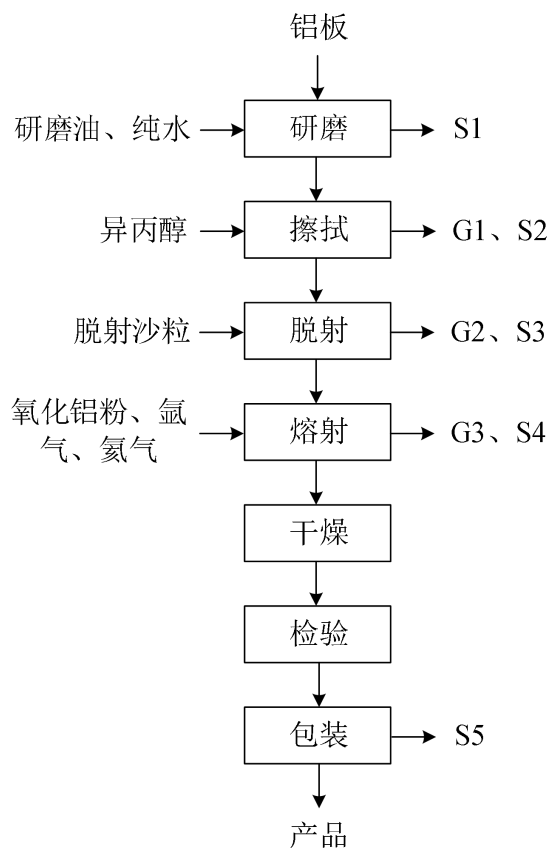 铝板
研磨油、纯水
研磨
S1
异丙醇
擦拭
G1、S2
脱射沙粒
脱射
G2、S3
氧化铝粉、氩
气、氦气
熔射
G3、S4
干燥
检验
包装
S5
产品